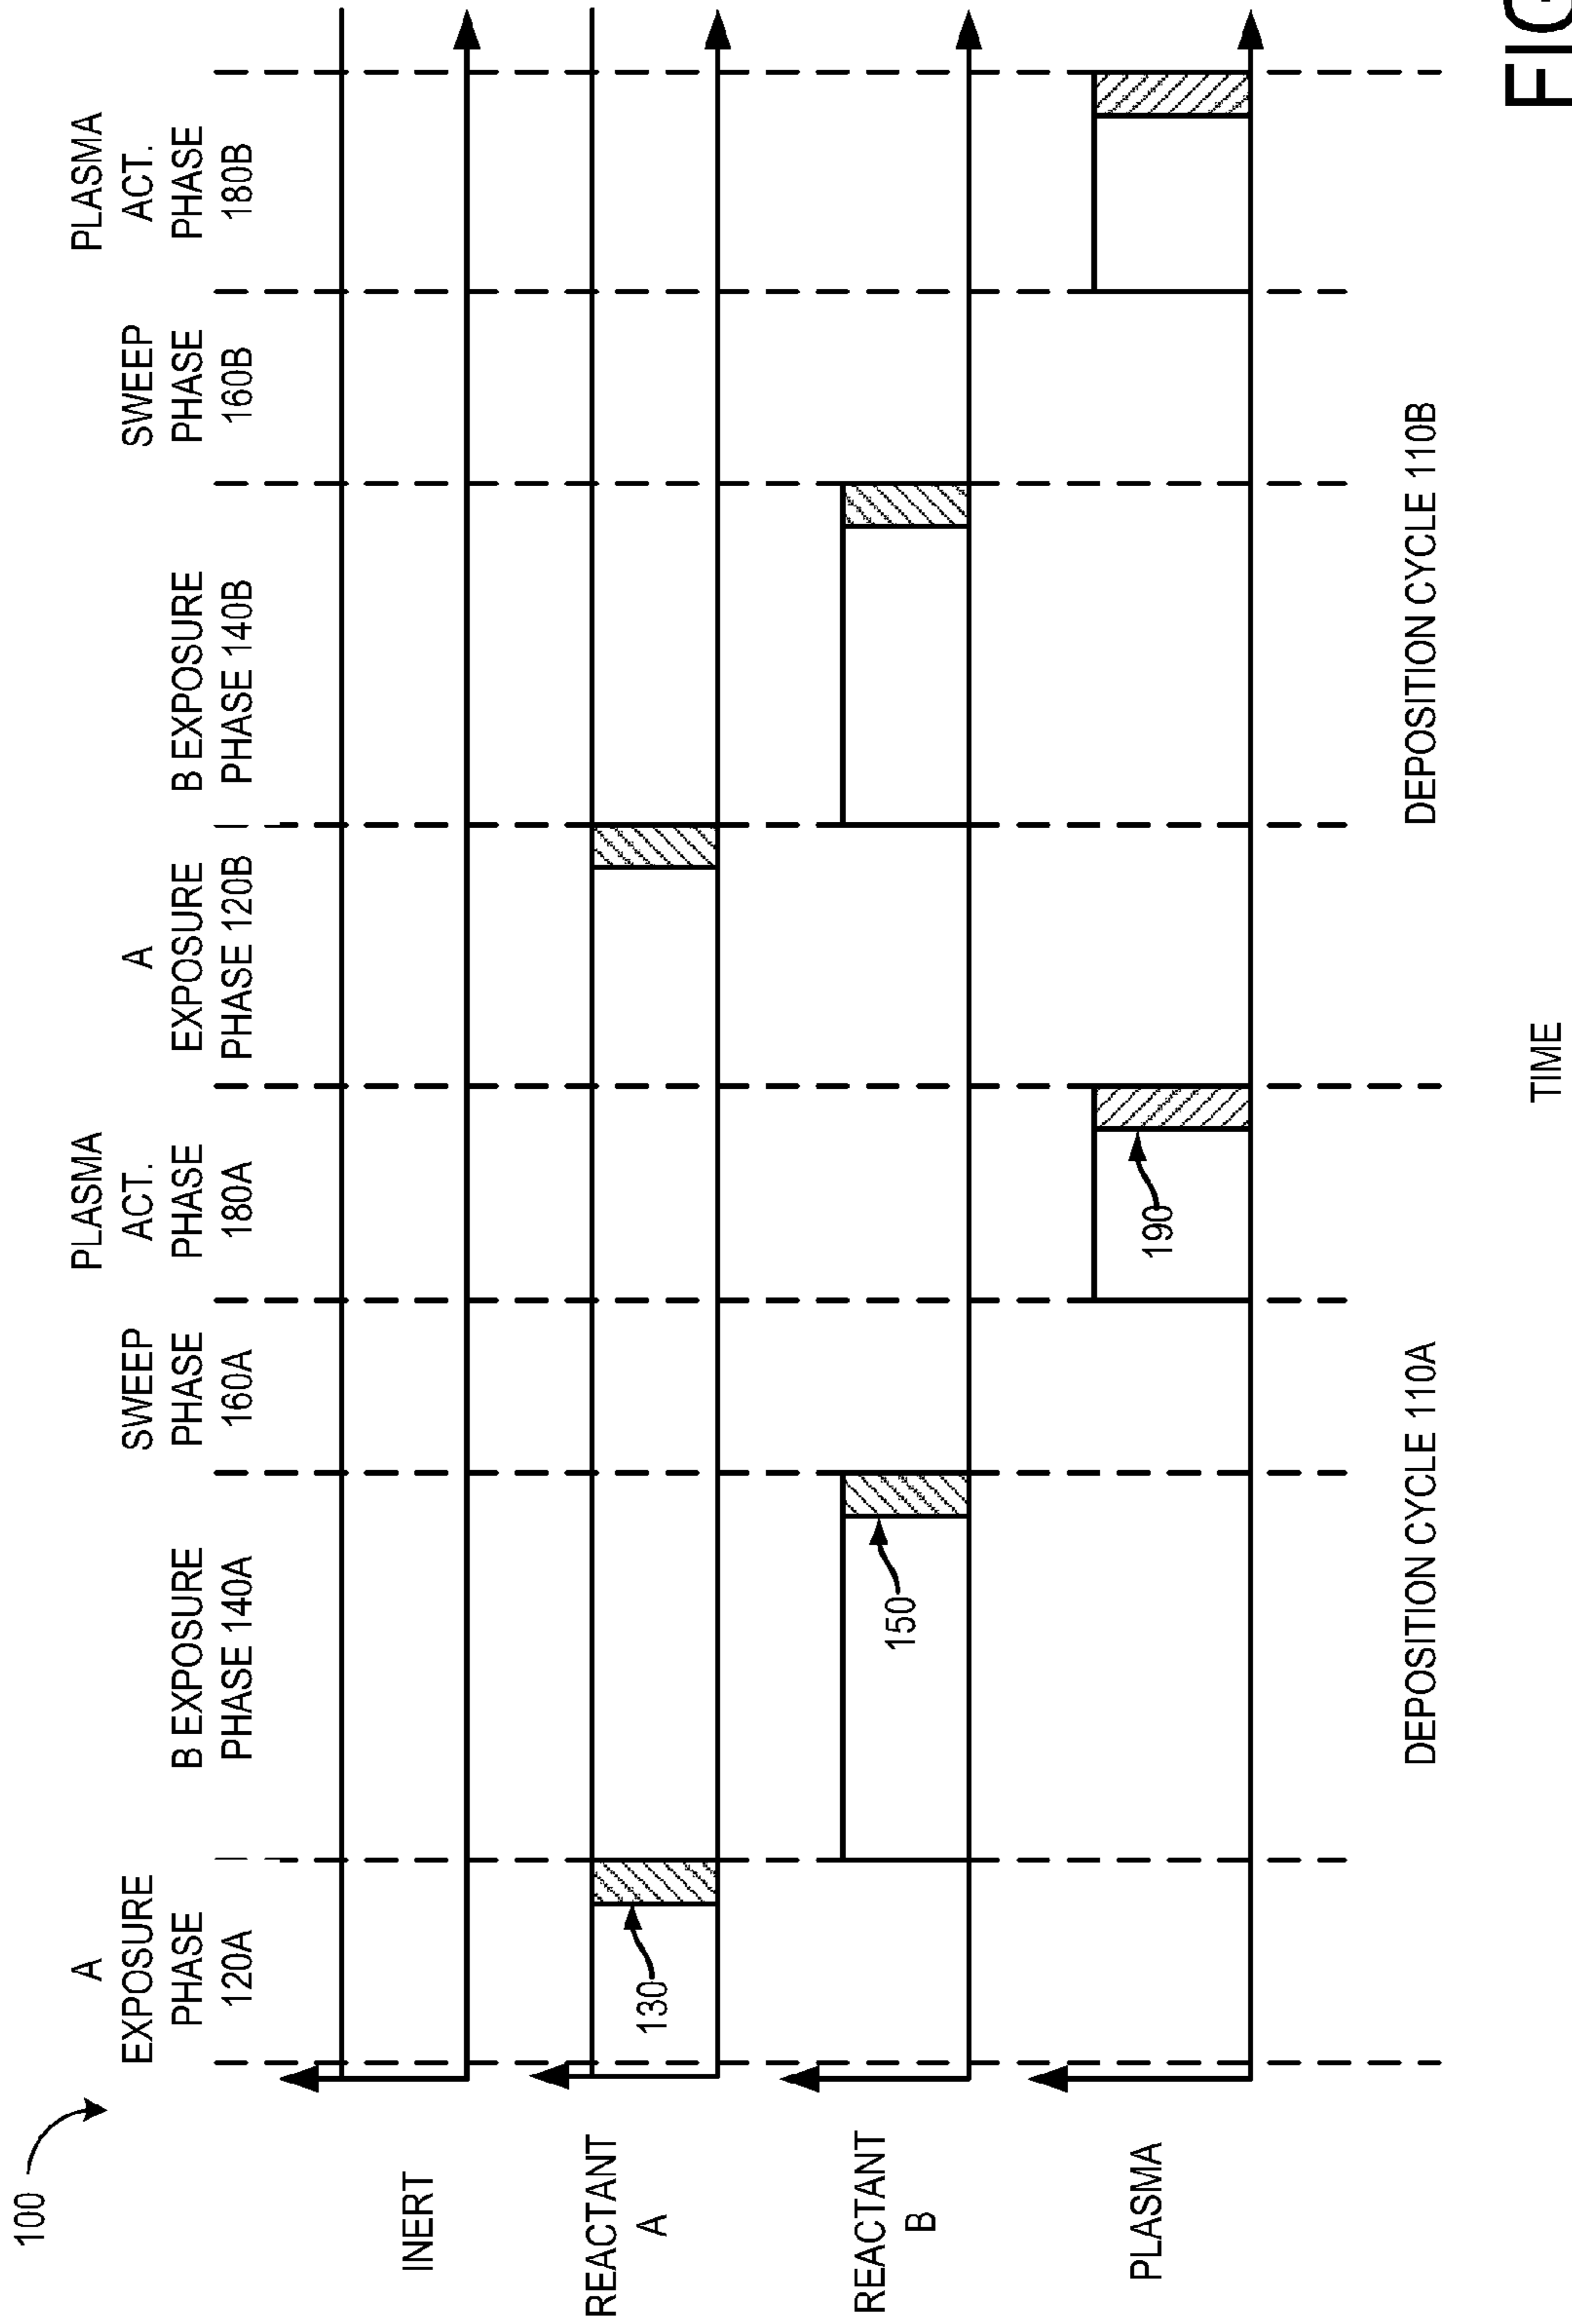 100
A
EXPOSURE
PHASE
120A
B EXPOSURE
PHASE 140A
SWEEP
PHASE
160A
PLASMA
ACT.
PHASE
180A
A
EXPOSURE
PHASE 120B
B EXPOSURE
PHASE 140B
SWEEP
PHASE
160B
PLASMA
ACT.
PHASE
180B
INERT
REACTANT
A
130
REACTANT
B
150
PLASMA
190
DEPOSITION CYCLE 110A
DEPOSITION CYCLE 110B
TIME